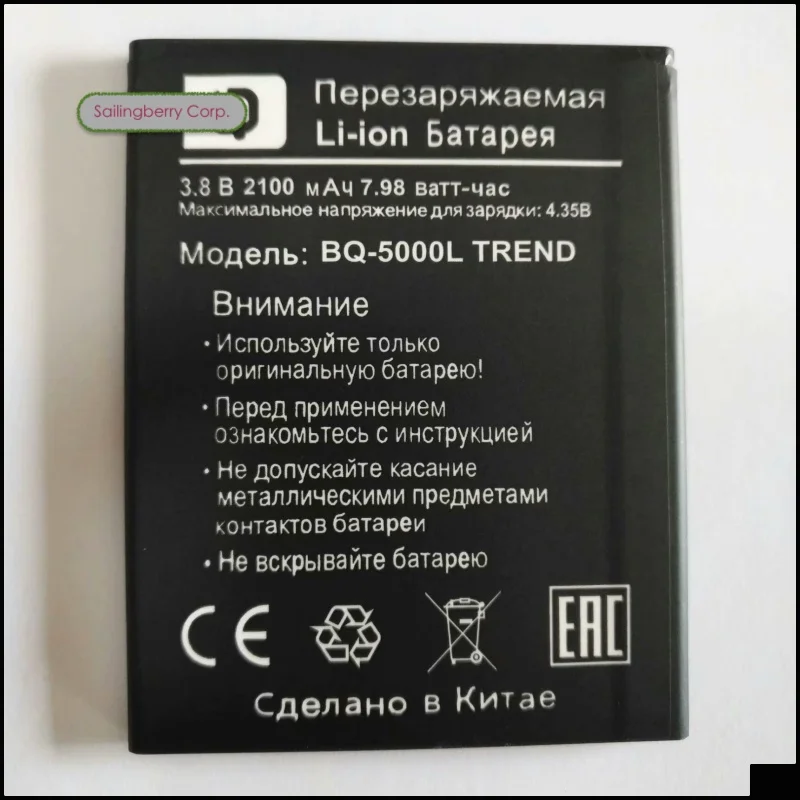 Sailingberry Corp.
Перезаряжаемая
Li-ion Батарея
3.8 В 2100 мАч 7.98 ватт-час
Максимальное напряжение для зарядки: 4.35В
Модель: BQ-5000L TREND
Внимание
· Используйте только
оригинальную батарею!
· Перед применением
ознакомьтесь с инструкцией
· Не допускайте касание
металлическими предметами
контактов батареи
· Не вскрывайте батарею
CE
EAC
Сделано в Китае